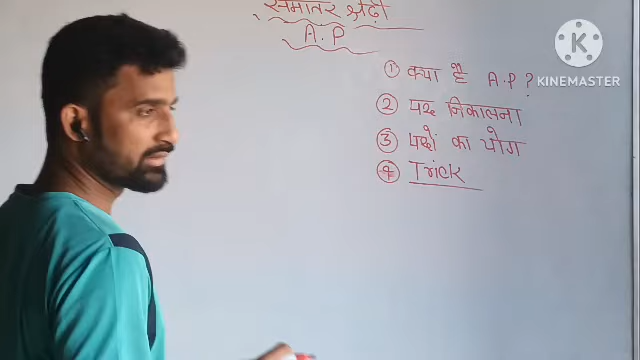 समांतर श्रेढ़ी
A.P
① क्या है A.P?
② पद निकालना
③ पदों का योग
④ Trick
K
KINEMASTER